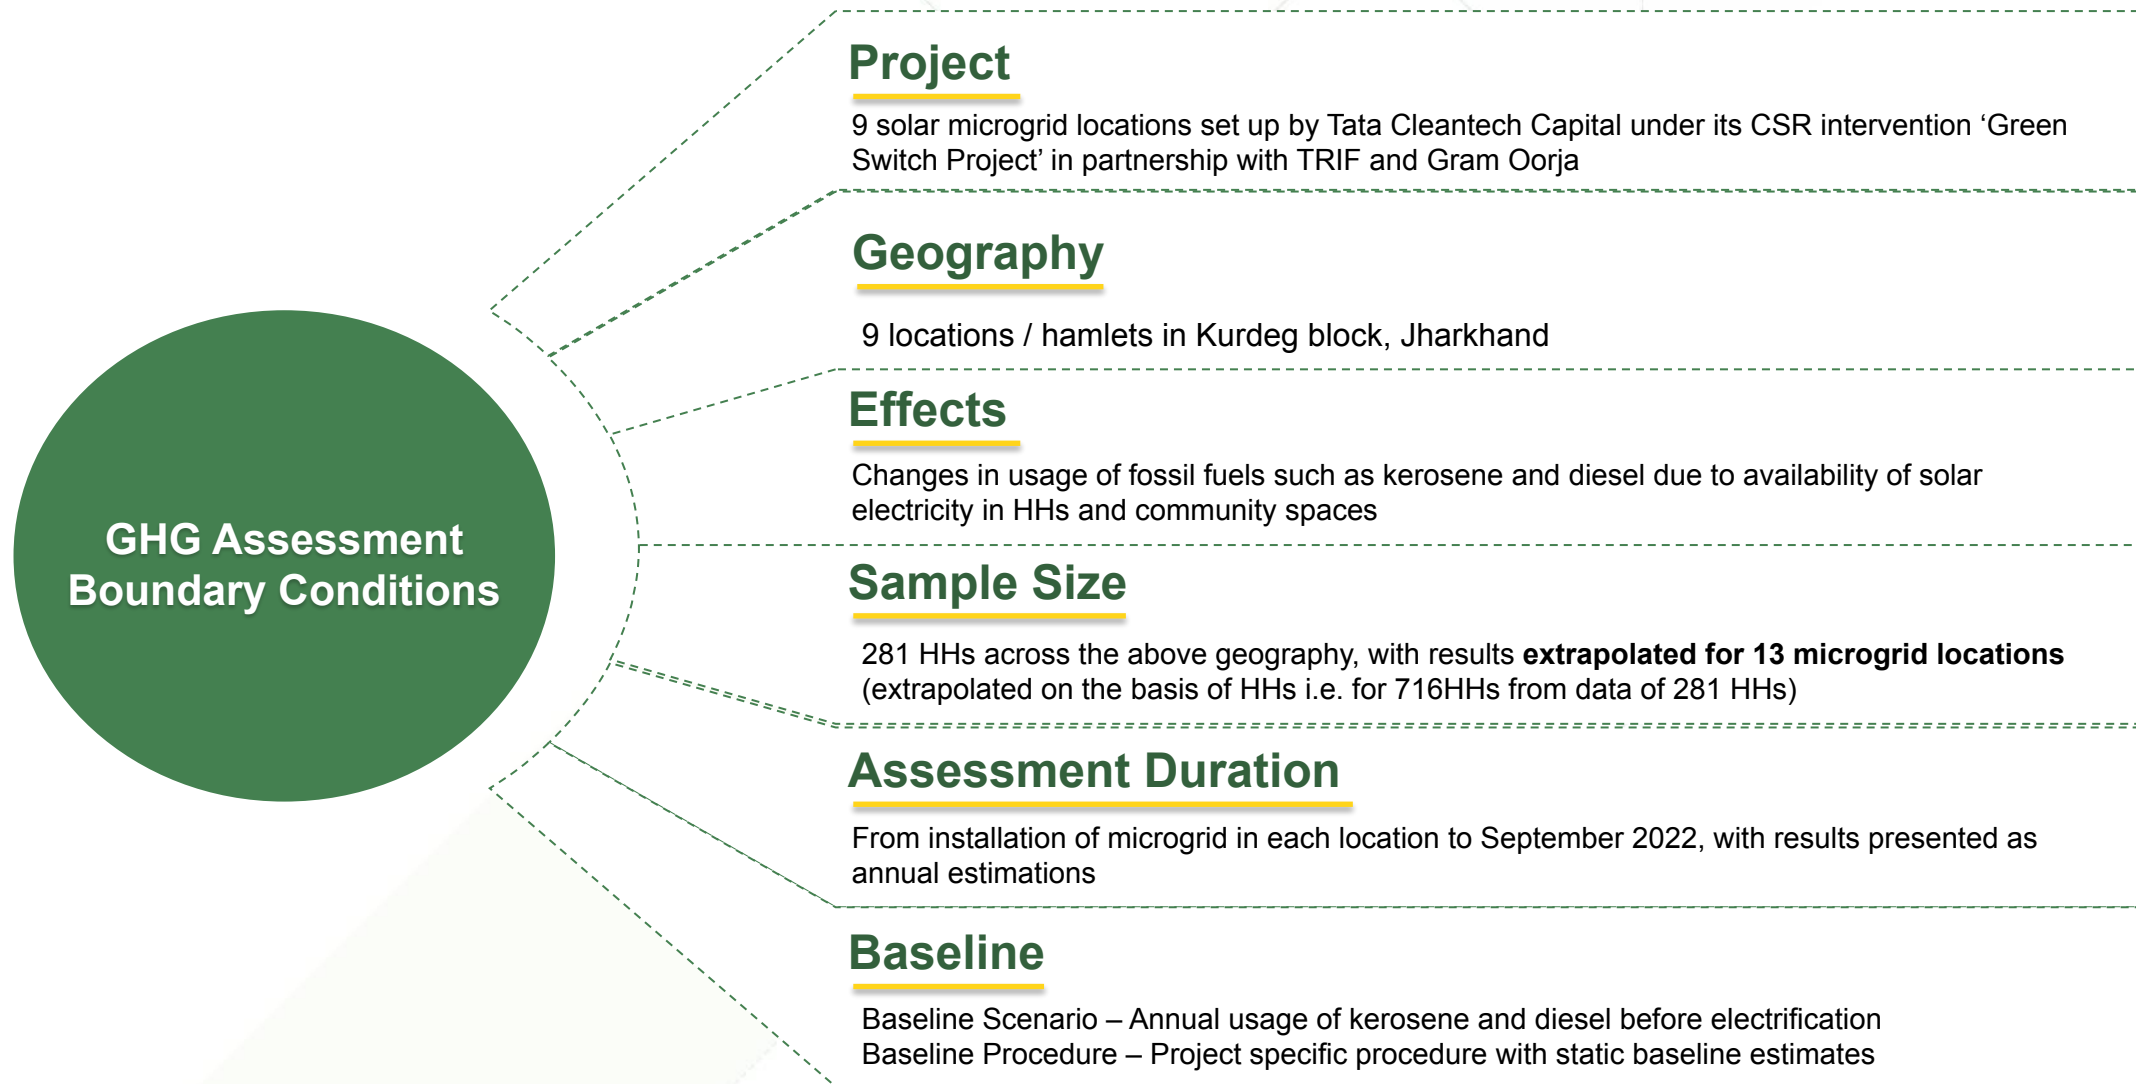 GHG Assessment
Boundary Conditions
Project
9 solar microgrid locations set up by Tata Cleantech Capital under its CSR intervention ‘Green
Switch Project’ in partnership with TRIF and Gram Oorja
Geography
9 locations / hamlets in Kurdeg block, Jharkhand
Effects
Changes in usage of fossil fuels such as kerosene and diesel due to availability of solar
electricity in HHs and community spaces
Sample Size
281 HHs across the above geography, with results extrapolated for 13 microgrid locations
(extrapolated on the basis of HHs i.e. for 716HHs from data of 281 HHs)
Assessment Duration
From installation of microgrid in each location to September 2022, with results presented as
annual estimations
Baseline
Baseline Scenario – Annual usage of kerosene and diesel before electrification
Baseline Procedure – Project specific procedure with static baseline estimates